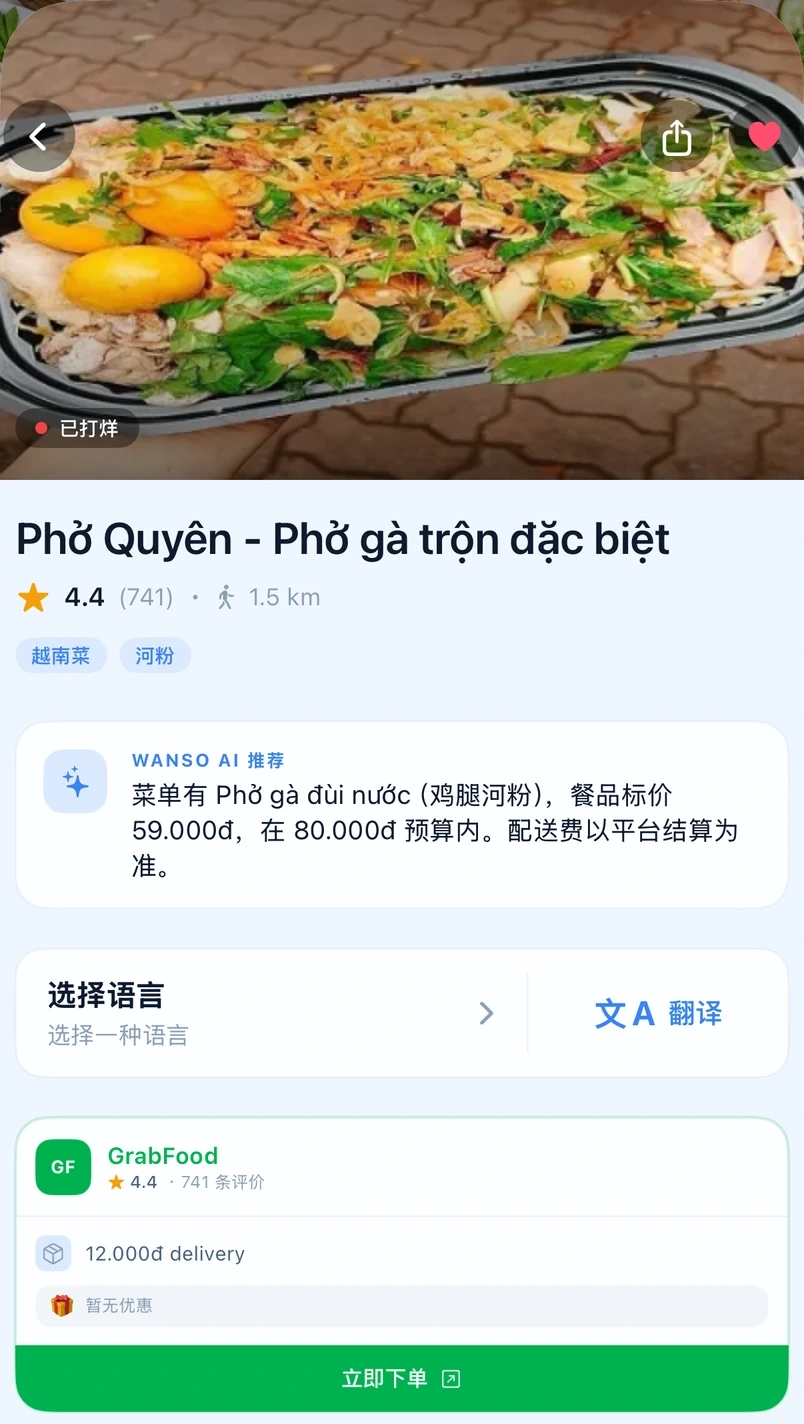 已打烊
Phở Quyên - Phở gà trộn đặc biệt
4.4 (741) · 1.5 km
越南菜 河粉
WANSO AI 推荐
菜单有 Phở gà đùi nước (鸡腿河粉)，餐品标价
59.000đ，在 80.000đ 预算内。配送费以平台结算为
准。
选择语言
选择一种语言
文A 翻译
GF GrabFood
4.4 · 741 条评价
12.000đ delivery
暂无优惠
立即下单